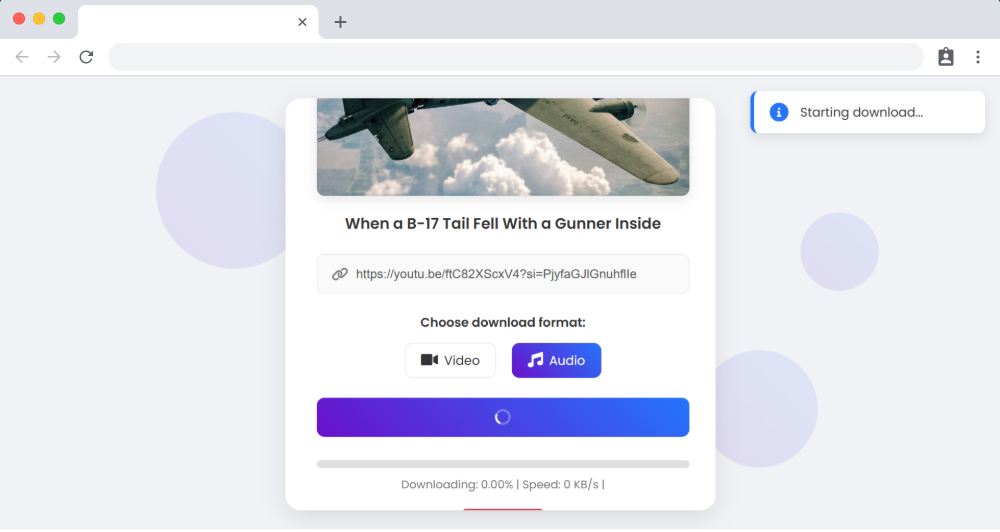 Starting download...
When a B-17 Tail Fell With a Gunner Inside
https://youtu.be/ftC82XScxV4?si=PjyfaGJlGnuhflIe
Choose download format:
Video
Audio
Downloading: 0.00% | Speed: 0 KB/s |